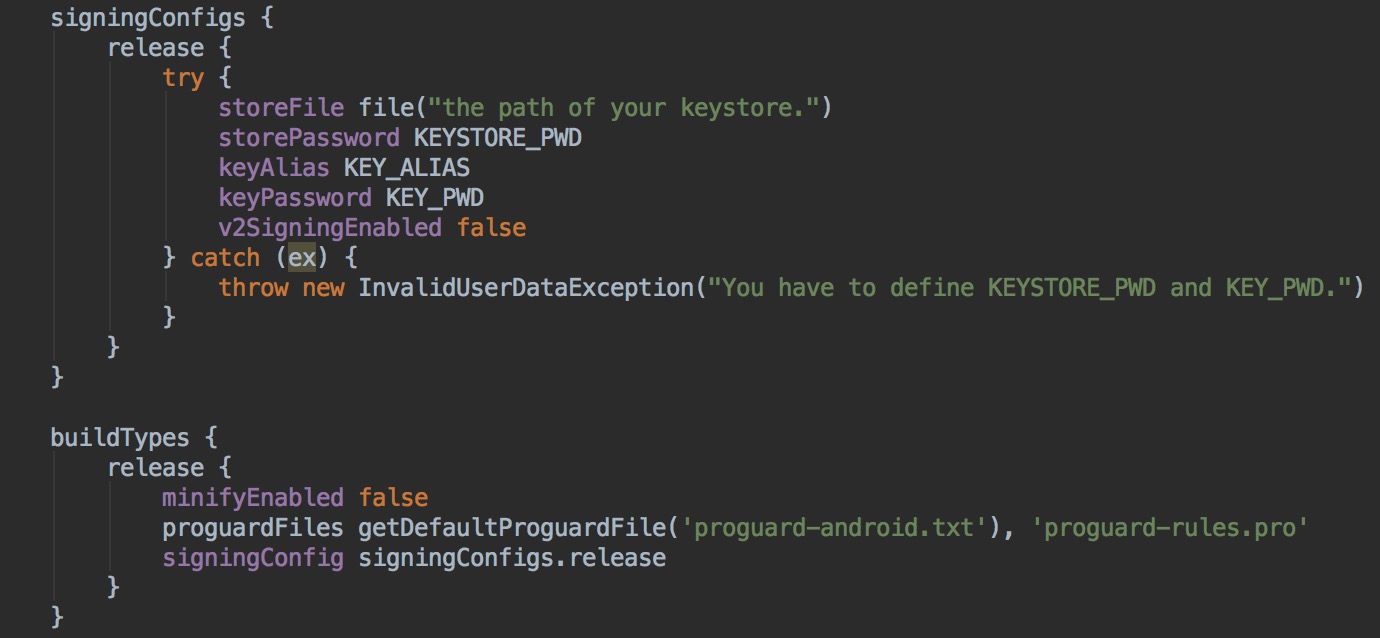 signingConfigs {
release {
try {
storeFile file("the path of your keystore.")
storePassword KEYSTORE_PWD
keyAlias KEY_ALIAS
keyPassword KEY_PWD
v2SigningEnabled false
} catch (ex) {
throw new InvalidUserDataException("You have to define KEYSTORE_PWD and KEY_PWD.")
}
}
}
buildTypes {
release {
minifyEnabled false
proguardFiles getDefaultProguardFile('proguard-android.txt'), 'proguard-rules.pro'
signingConfig signingConfigs.release
}
}